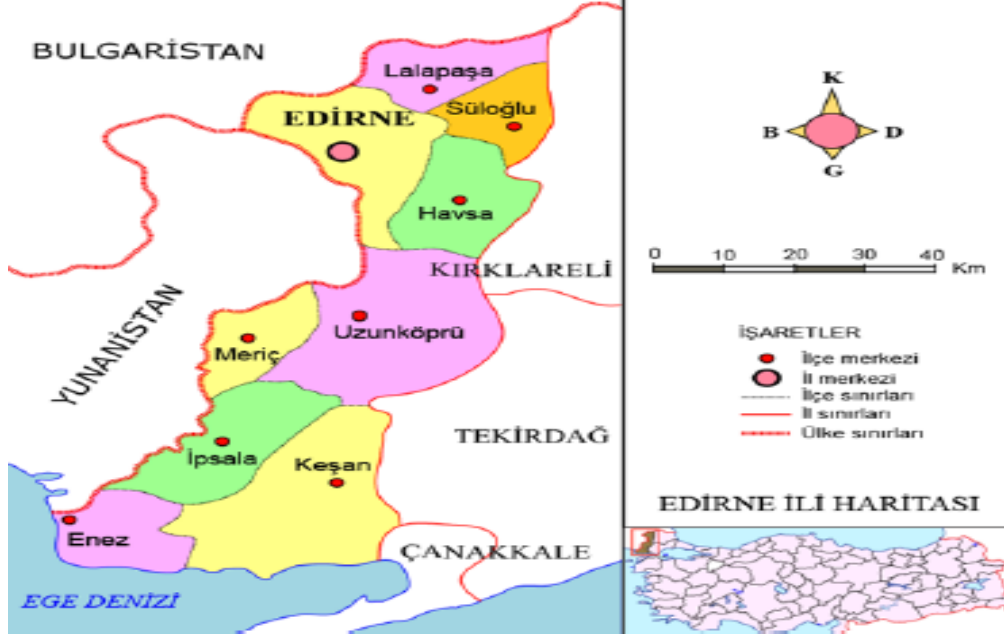 BULGARİSTAN
Lalapaşa
EDİRNE
Süloğlu
Havsa
KIRKLARELİ
YUNANİSTAN
Uzunköprü
Meriç
TEKİRDAĞ
İpsala
Keşan
Enez
ÇANAKKALE
EGE DENİZİ
K
B D
G
0 10 20 30 40
Km
İŞARETLER
İlçe merkezi
İl merkezi
İlçe sınırları
İl sınırları
Ülke sınırları
EDİRNE İLİ HARİTASI